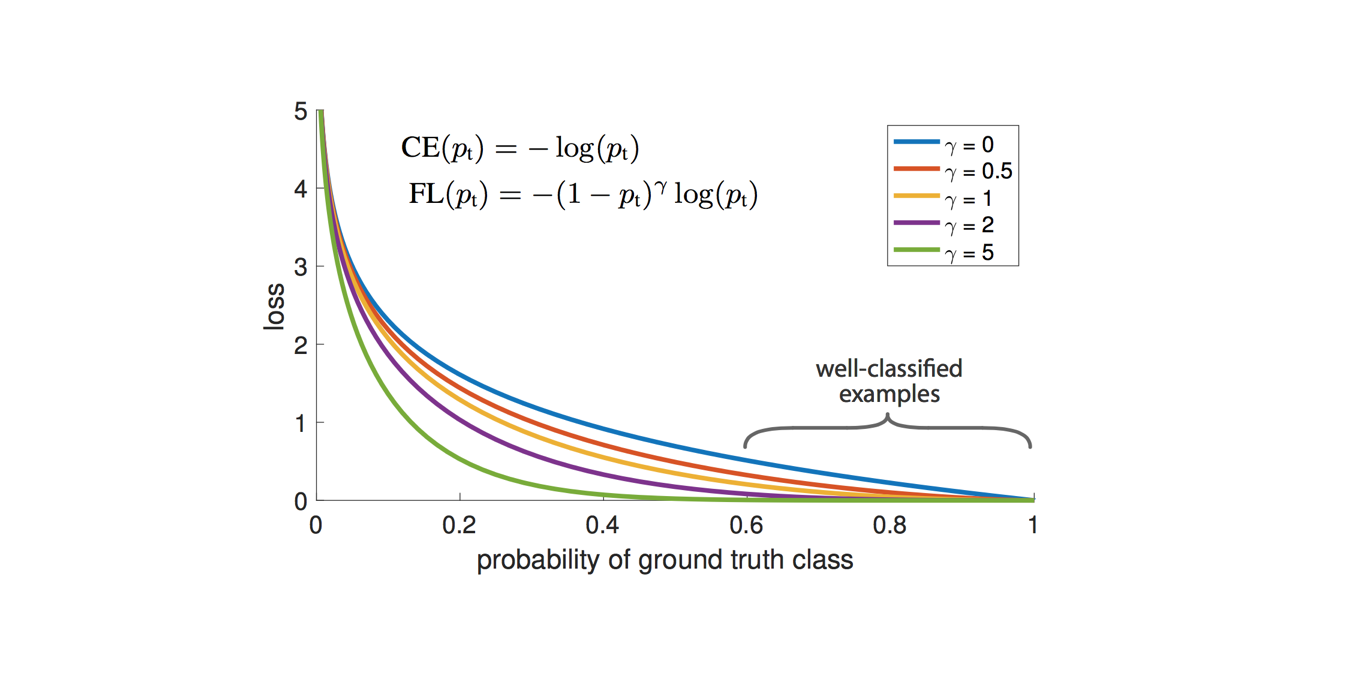 5
4
3
2
1
0
loss
CE(pₜ) = − log(pₜ)
FL(pₜ) = −(1 − pₜ)^γ log(pₜ)
γ = 0
γ = 0.5
γ = 1
γ = 2
γ = 5
well-classified
examples
0 0.2 0.4 0.6 0.8 1
probability of ground truth class